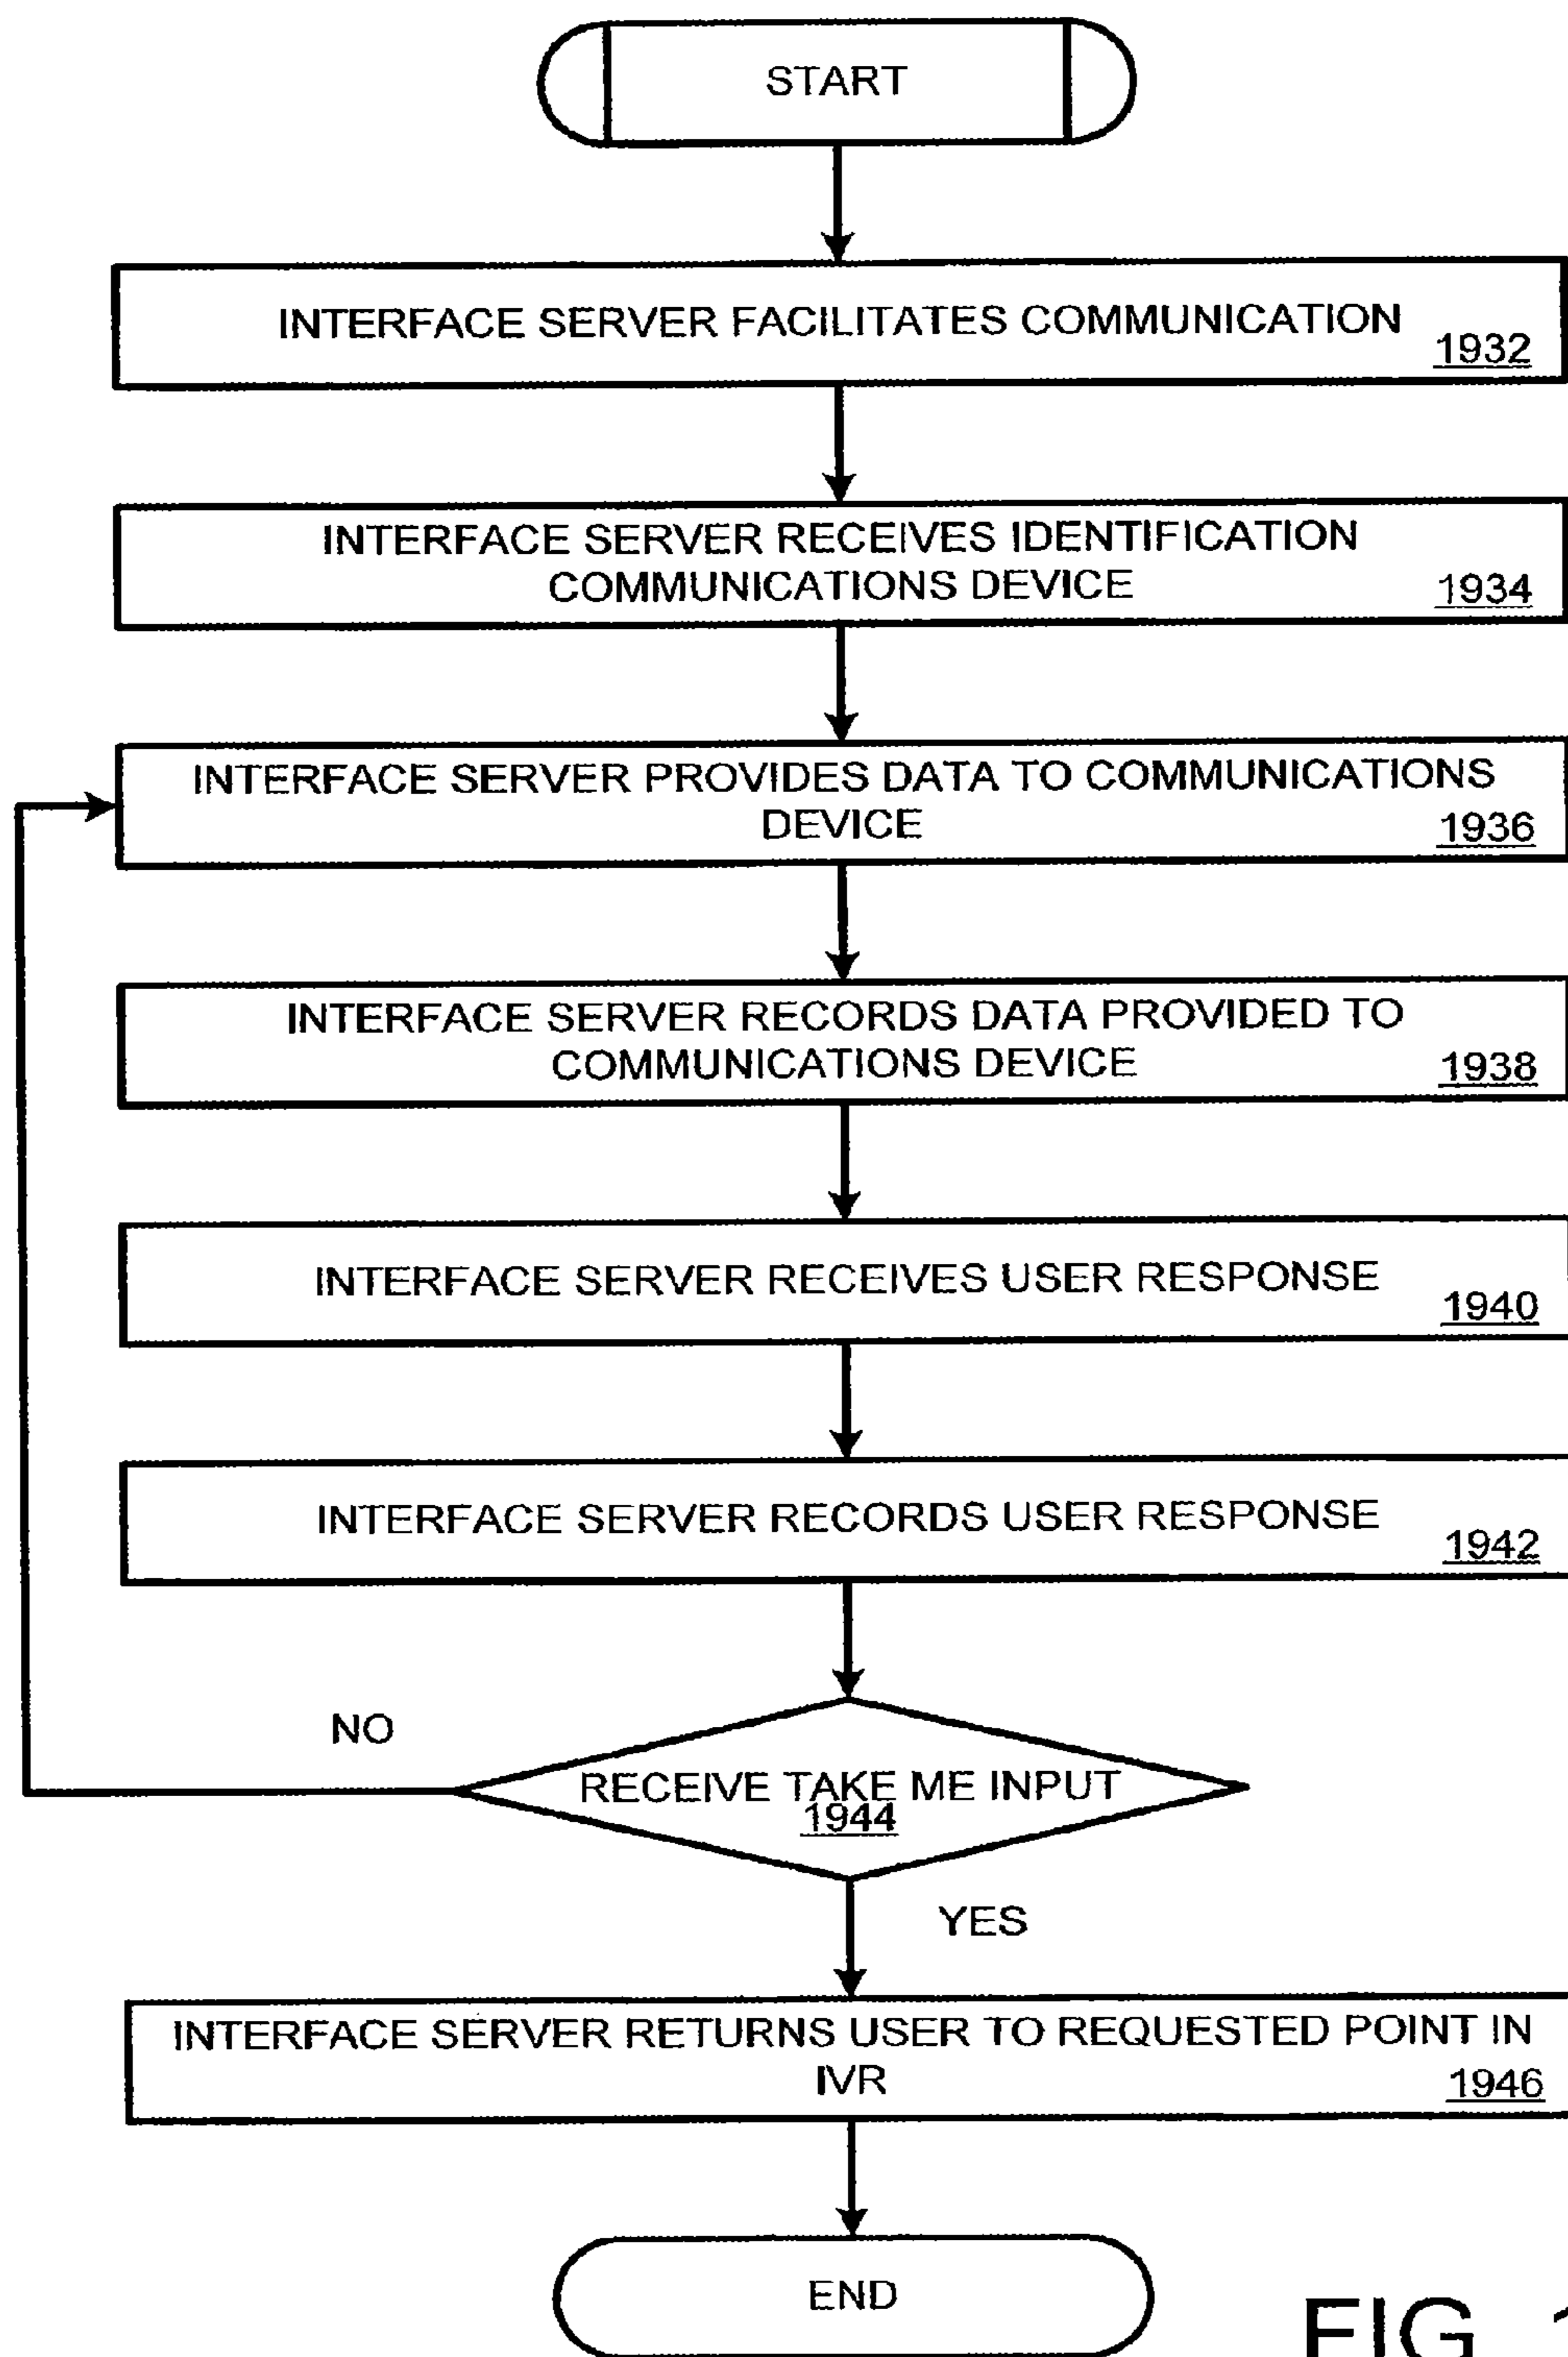 START
INTERFACE SERVER FACILITATES COMMUNICATION
1932
INTERFACE SERVER RECEIVES IDENTIFICATION
COMMUNICATIONS DEVICE
1934
INTERFACE SERVER PROVIDES DATA TO COMMUNICATIONS
DEVICE
1936
INTERFACE SERVER RECORDS DATA PROVIDED TO
COMMUNICATIONS DEVICE
1938
INTERFACE SERVER RECEIVES USER RESPONSE
1940
INTERFACE SERVER RECORDS USER RESPONSE
1942
NO
RECEIVE TAKE ME INPUT
1944
YES
INTERFACE SERVER RETURNS USER TO REQUESTED POINT IN
IVR
1946
END
FIG.